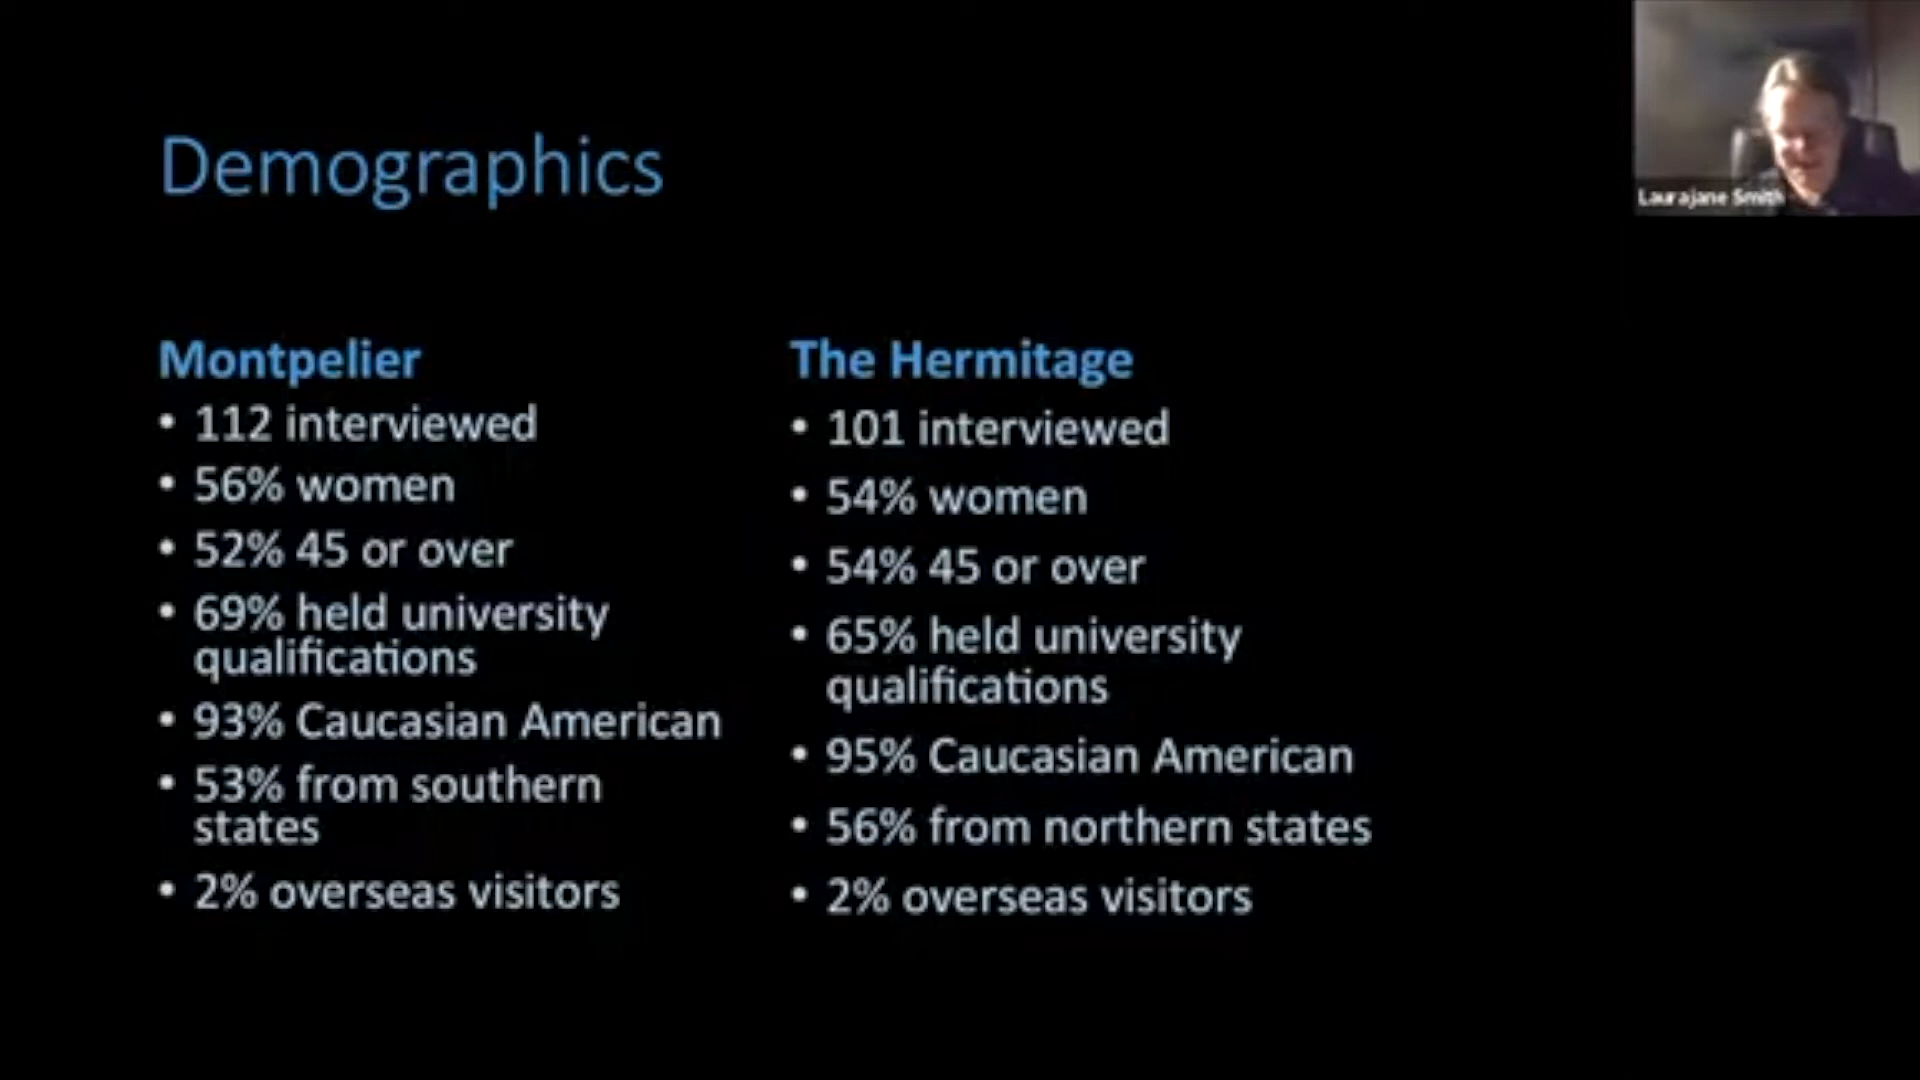 Demographics
Laurajane Smith
Montpelier
• 112 interviewed
• 56% women
• 52% 45 or over
• 69% held university
qualifications
• 93% Caucasian American
• 53% from southern
states
• 2% overseas visitors
The Hermitage
• 101 interviewed
• 54% women
• 54% 45 or over
• 65% held university
qualifications
• 95% Caucasian American
• 56% from northern states
• 2% overseas visitors